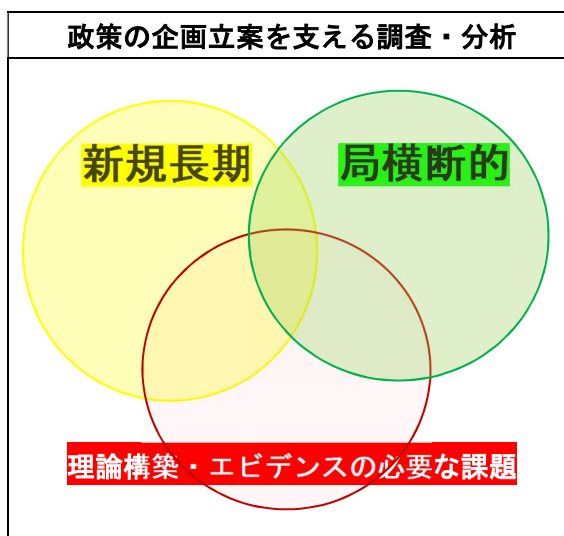 政策の企画立案を支える調査・分析
新規長期
局横断的
理論構築・エビデンスの必要な課題